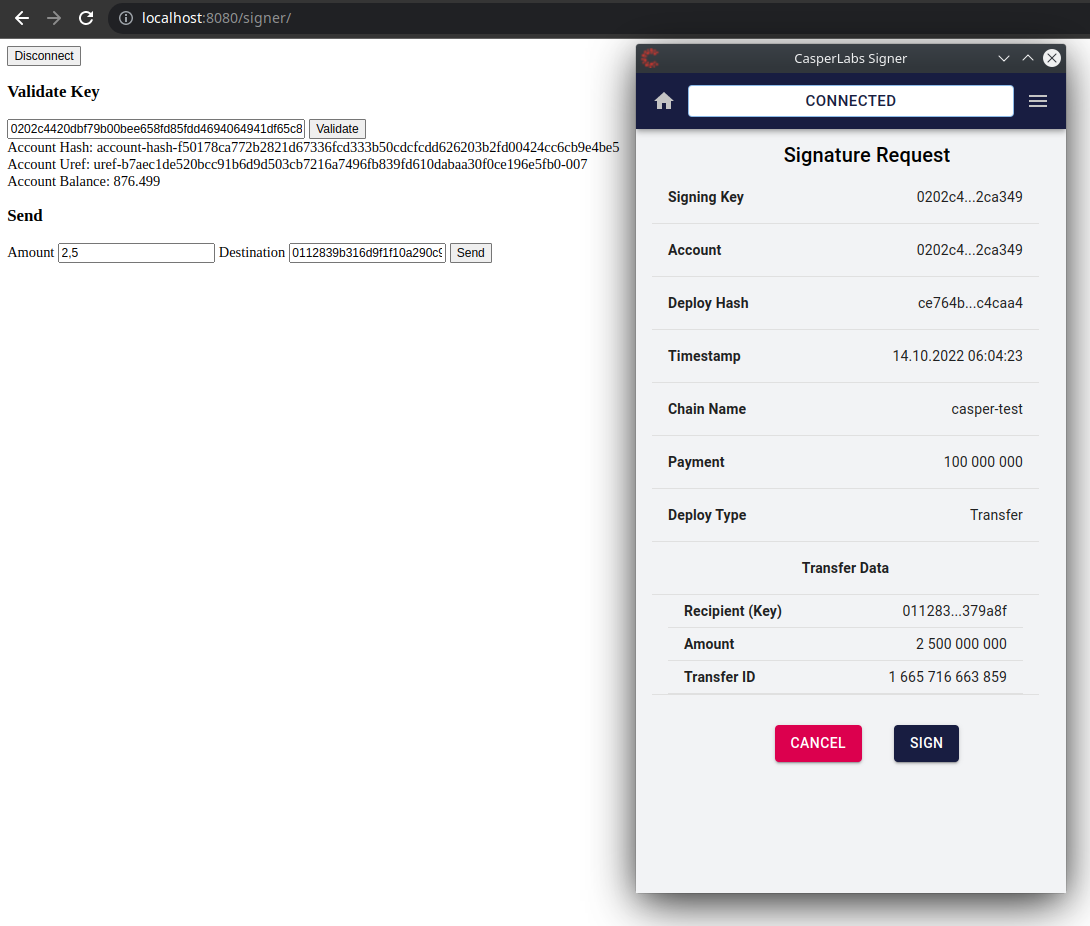 localhost:8080/signer/
Disconnect
Validate Key
0202c4420dbf79b00bee658fd85fdd4694064941df65c8 Validate
Account Hash: account-hash-f50178ca772b2821d67336fcd333b50cdcfcdd626203b2fd00424cc6cb9e4be5
Account Uref: uref-b7aec1de520bcc91b6d9d503cb7216a7496fb839fd610dabaa30f0ce196e5fb0-007
Account Balance: 876.499
Send
Amount 2,5 Destination 0112839b316d9f1f10a290c9 Send
CasperLabs Signer
CONNECTED
Signature Request
Signing Key 0202c4...2ca349
Account 0202c4...2ca349
Deploy Hash ce764b...c4caa4
Timestamp 14.10.2022 06:04:23
Chain Name casper-test
Payment 100 000 000
Deploy Type Transfer
Transfer Data
Recipient (Key) 011283...379a8f
Amount 2 500 000 000
Transfer ID 1 665 716 663 859
CANCEL SIGN